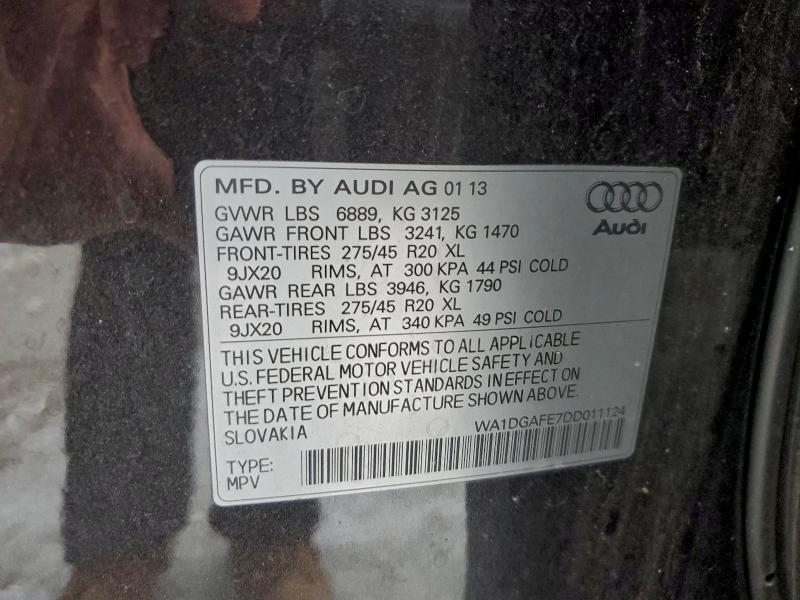 MFD. BY AUDI AG 01 13
GVWR LBS 6889, KG 3125
GAWR FRONT LBS 3241, KG 1470
FRONT-TIRES 275/45 R20 XL
9JX20 RIMS, AT 300 KPA 44 PSI COLD
GAWR REAR LBS 3946, KG 1790
REAR-TIRES 275/45 R20 XL
9JX20 RIMS, AT 340 KPA 49 PSI COLD
Audi
THIS VEHICLE CONFORMS TO ALL APPLICABLE
U.S. FEDERAL MOTOR VEHICLE SAFETY AND
THEFT PREVENTION STANDARDS IN EFFECT ON
THE DATE OF MANUFACTURE SHOWN ABOVE.
SLOVAKIA
WA1DGAFE7DD011124
TYPE:
MPV